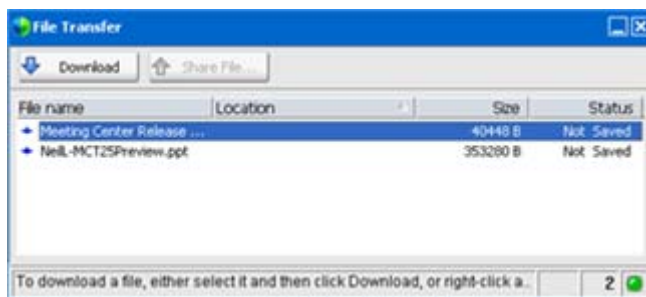 File Transfer
Download Share File...
File name Location Size Status
Meeting Center Release ... 40448 B Not Saved
NeilL-MCT25Preview.ppt 353280 B Not Saved
To download a file, either select it and then click Download, or right-click a.. 2